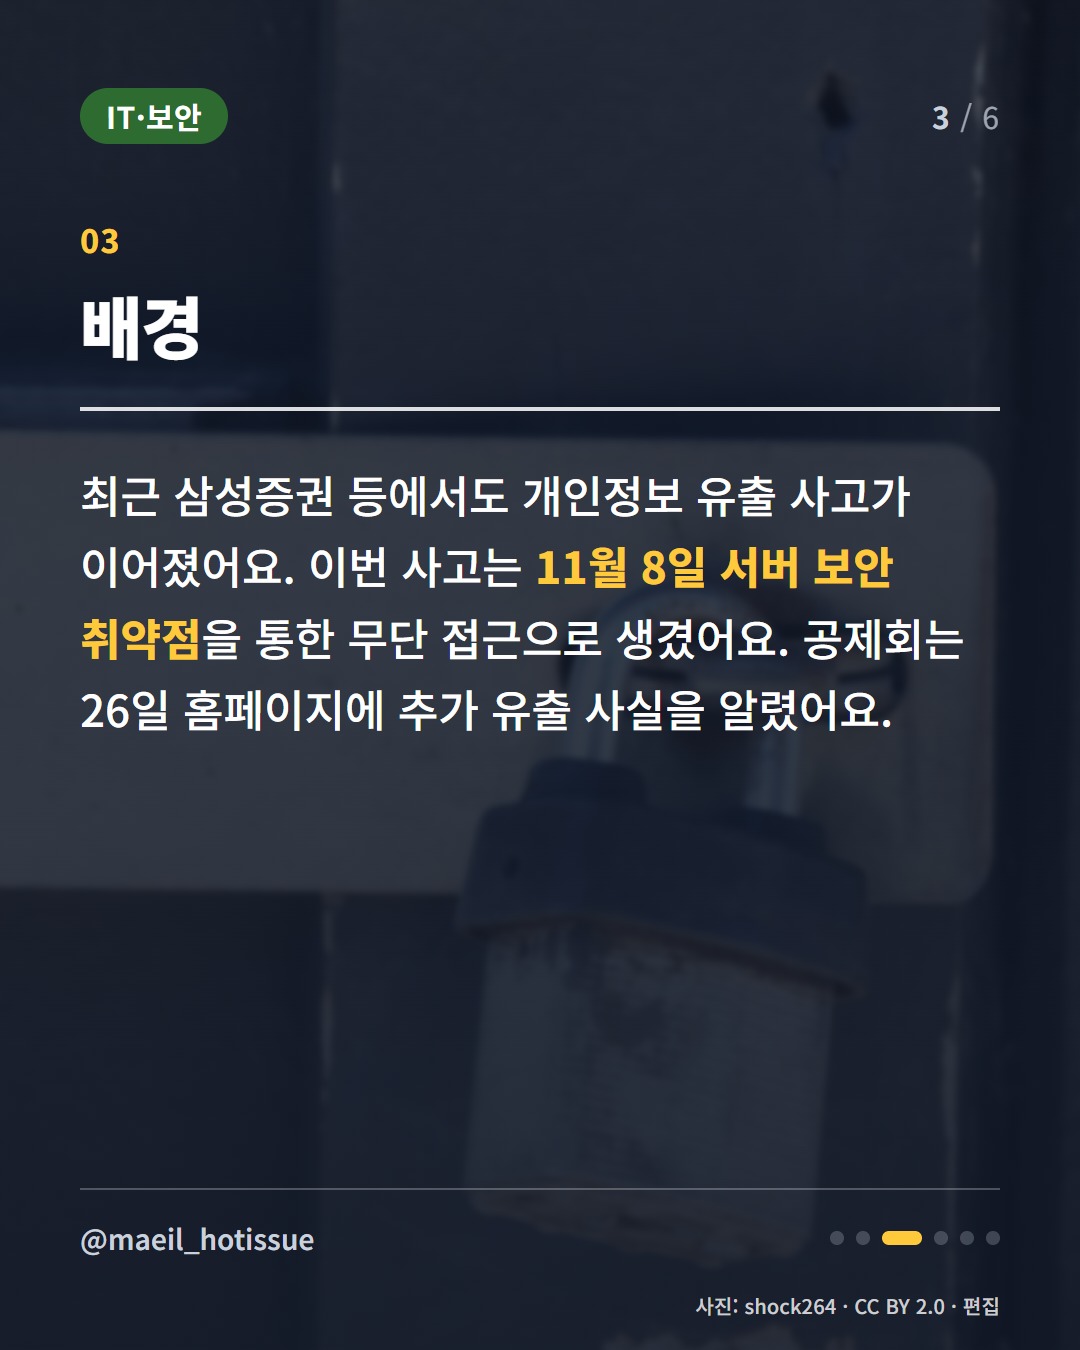 IT·보안
3 / 6
03
배경
최근 삼성증권 등에서도 개인정보 유출 사고가
이어졌어요. 이번 사고는 11월 8일 서버 보안
취약점을 통한 무단 접근으로 생겼어요. 공제회는
26일 홈페이지에 추가 유출 사실을 알렸어요.
@maeil_hotissue
사진: shock264 · CC BY 2.0 · 편집